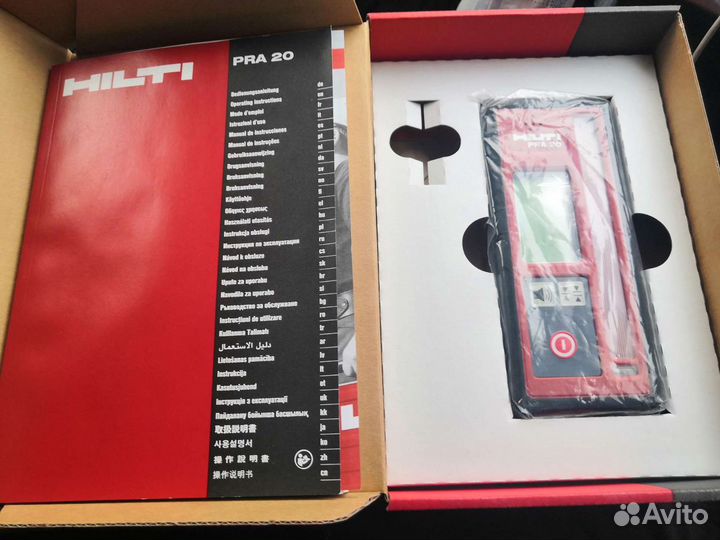 HILTI
PRA 20
Bedienungsanleitung de
Operating instructions en
Mode d'emploi fr
Istruzioni d'uso it
Manual de instrucciones es
Manual de instruções pt
Gebruiksaanwijzing nl
Brugsanvisning da
Bruksanvisning sv
Bruksanvisning no
Käyttöohje fi
Οδηγιες χρησεως el
Használati utasítás hu
Instrukcja obsługi pl
Инструкция по эксплуатации ru
Návod k obsluze cs
Návod na obsluhu sk
Upute za uporabu hr
Navodila za uporabo sl
Ръководство за обслужване bg
Instrucţiuni de utilizare ro
Kullanma Talimatı tr
دليل الاستعمال ar
Lietošanas pamācība lv
Instrukcija lt
Kasutusjuhend et
Інструкція з експлуатації uk
Пайдалану бойынша басшылық kk
取扱説明書 ja
사용설명서 ko
操作說明書 zh
操作说明书 cn
HILTI
PRA 20
Avito